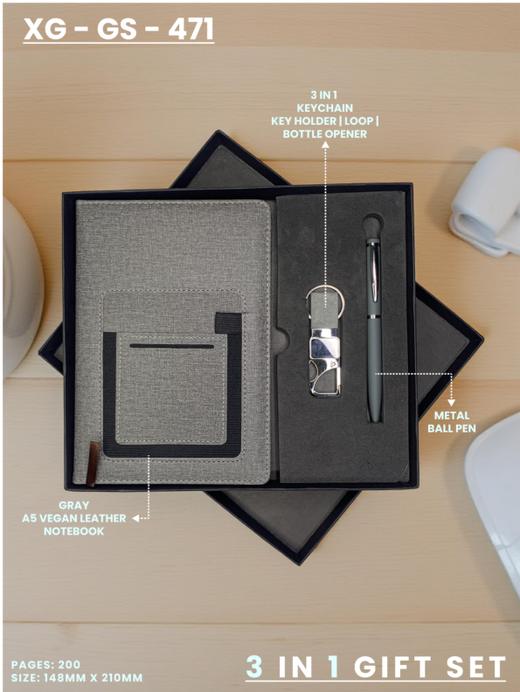 XG - GS - 471
3 IN 1
KEYCHAIN
KEY HOLDER | LOOP |
BOTTLE OPENER
METAL
BALL PEN
GRAY
A5 VEGAN LEATHER
NOTEBOOK
PAGES: 200
SIZE: 148MM X 210MM
3 IN 1 GIFT SET